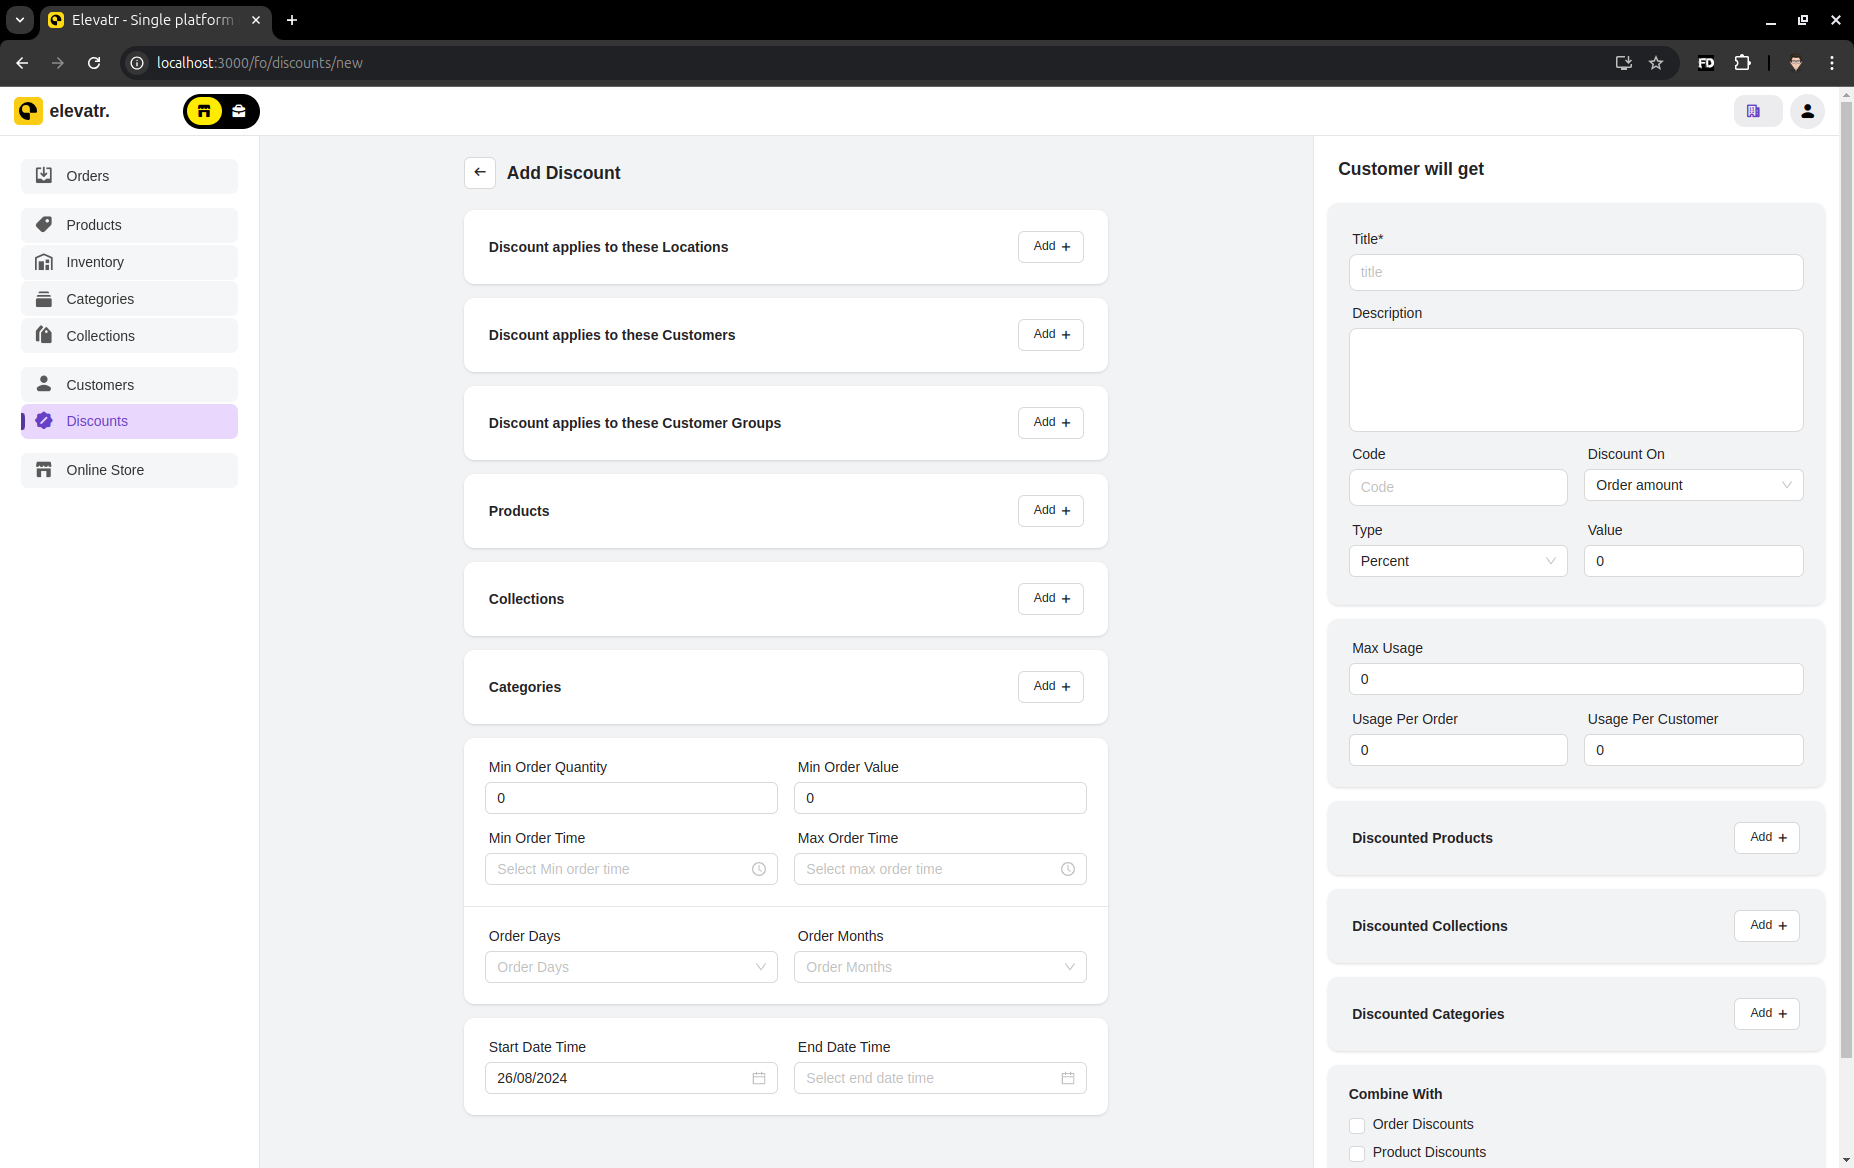 Elevatr - Single platform
localhost:3000/fo/discounts/new
FD
elevatr.
Orders
Products
Inventory
Categories
Collections
Customers
Discounts
Online Store
Add Discount
Discount applies to these Locations
Add +
Discount applies to these Customers
Add +
Discount applies to these Customer Groups
Add +
Products
Add +
Collections
Add +
Categories
Add +
Min Order Quantity
Min Order Value
0
0
Min Order Time
Max Order Time
Select Min order time
Select max order time
Order Days
Order Months
Order Days
Order Months
Start Date Time
End Date Time
26/08/2024
Select end date time
Customer will get
Title*
title
Description
Code
Discount On
Code
Order amount
Type
Value
Percent
0
Max Usage
0
Usage Per Order
Usage Per Customer
0
0
Discounted Products
Add +
Discounted Collections
Add +
Discounted Categories
Add +
Combine With
Order Discounts
Product Discounts